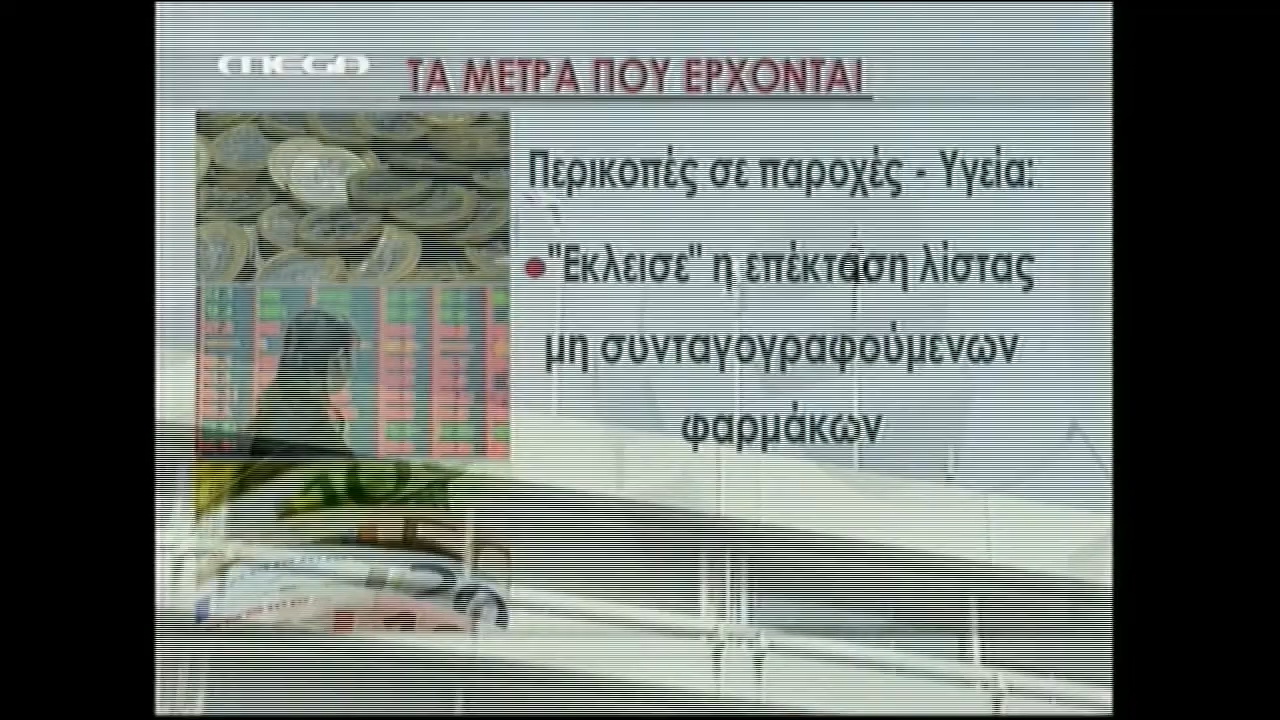 MEGA
ΤΑ ΜΕΤΡΑ ΠΟΥ ΕΡΧΟΝΤΑΙ
Περικοπές σε παροχές - Υγεία:
"Εκλεισε" η επέκταση λίστας
μη συνταγογραφούμενων
φαρμάκων